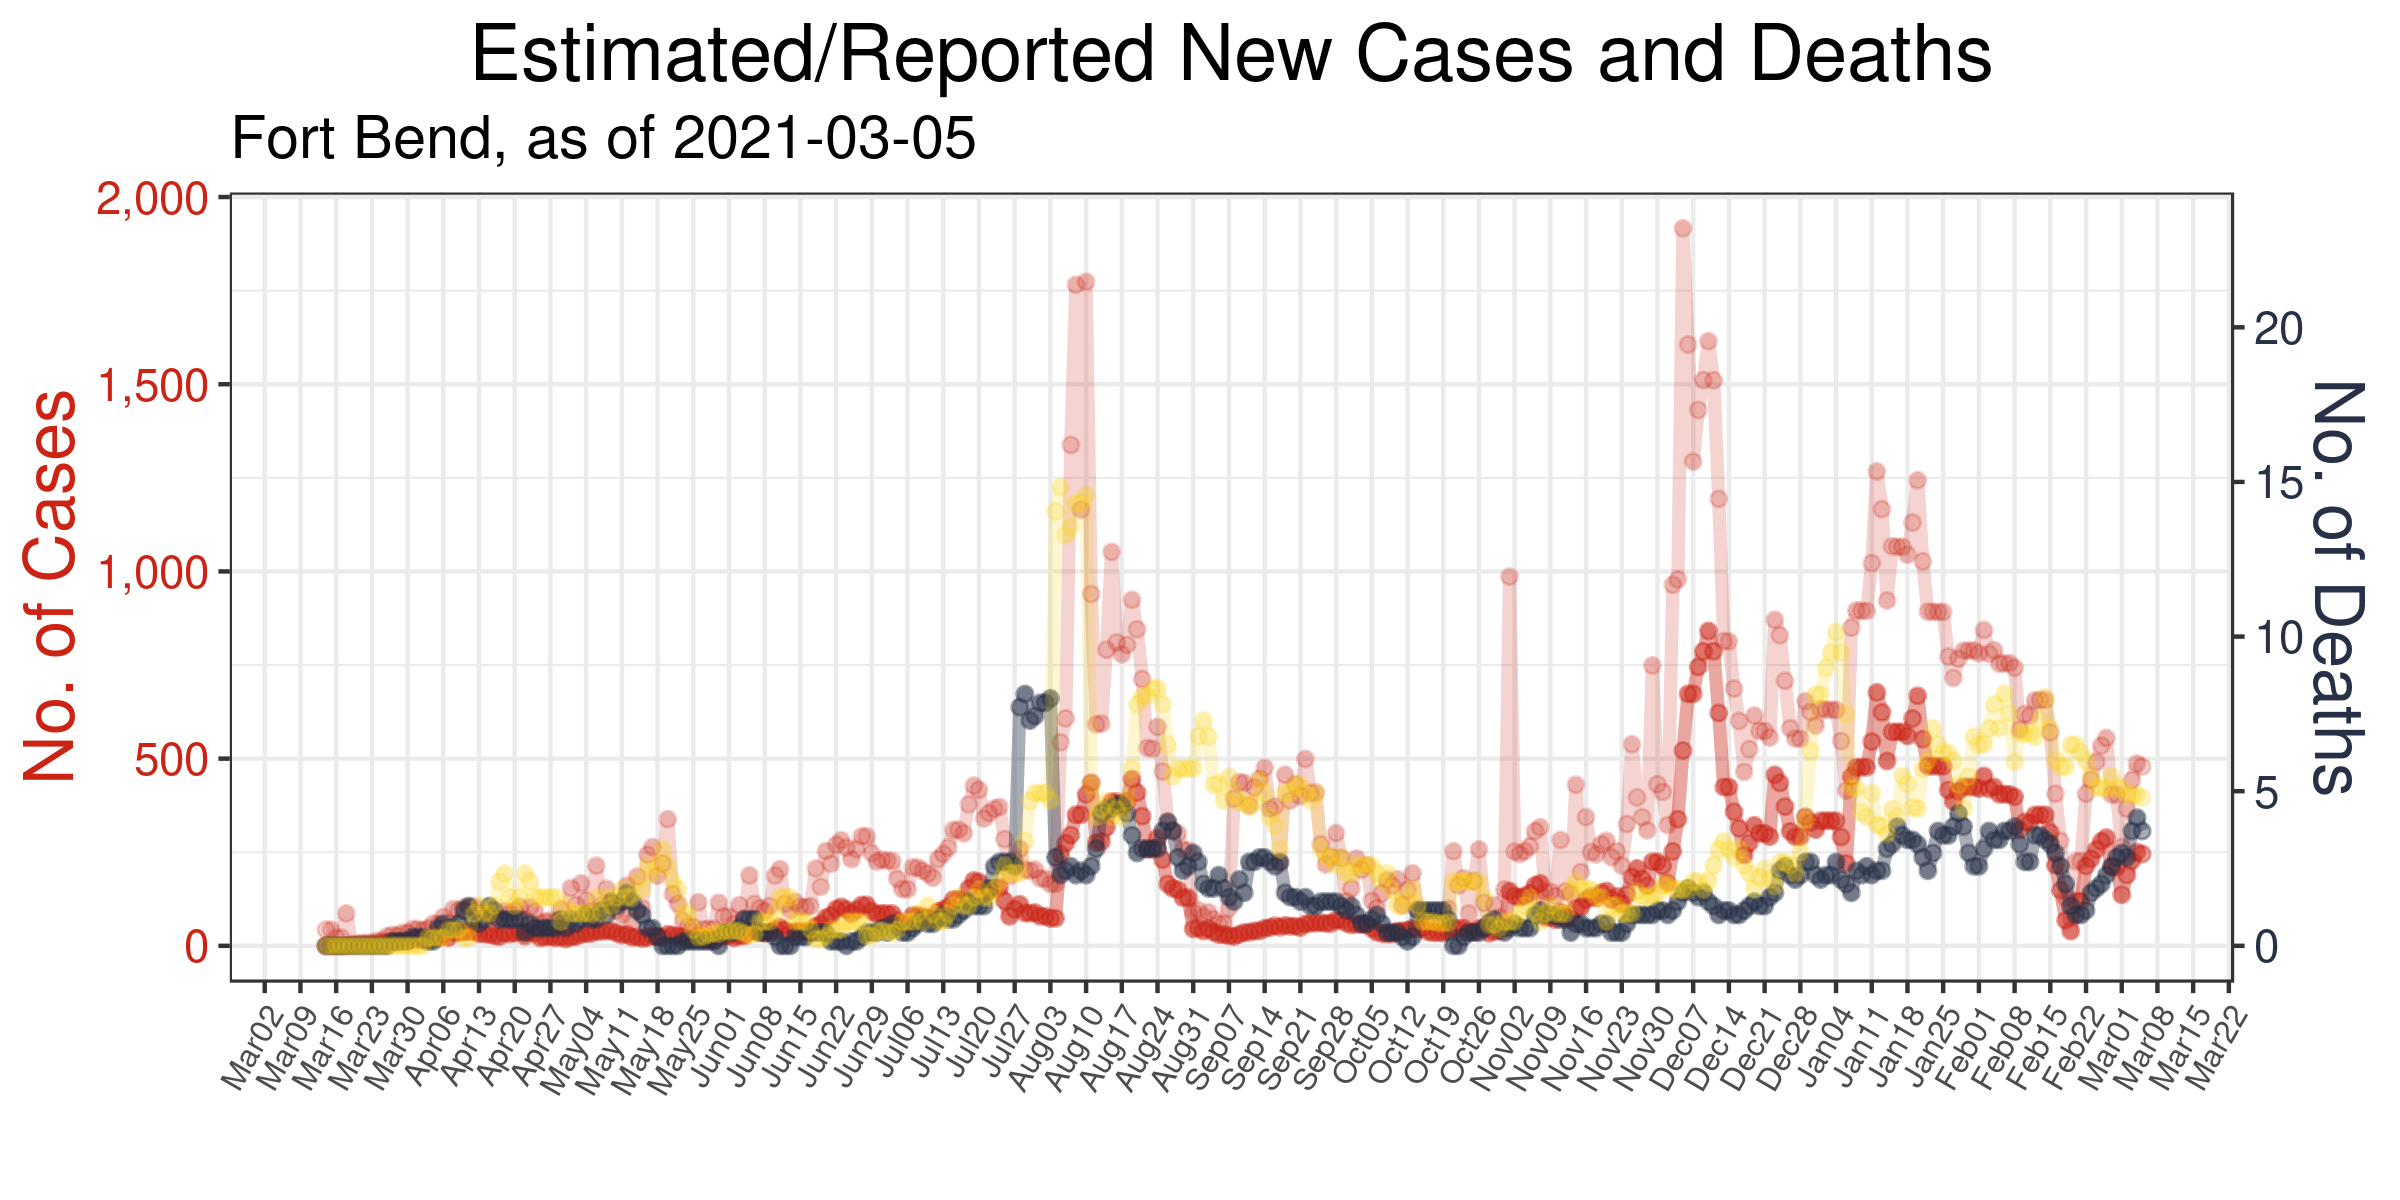 Estimated/Reported New Cases and Deaths
Fort Bend, as of 2021-03-05
No. of Cases
2,000
1,500
1,000
500
0
No. of Deaths
20
15
10
5
0
Mar02
Mar09
Mar16
Mar23
Mar30
Apr06
Apr13
Apr20
Apr27
May04
May11
May18
May25
Jun01
Jun08
Jun15
Jun22
Jun29
Jul06
Jul13
Jul20
Jul27
Aug03
Aug10
Aug17
Aug24
Aug31
Sep07
Sep14
Sep21
Sep28
Oct05
Oct12
Oct19
Oct26
Nov02
Nov09
Nov16
Nov23
Nov30
Dec07
Dec14
Dec21
Dec28
Jan11
Jan18
Jan25
Feb01
Feb08
Feb15
Feb22
Mar01
Mar08
Mar15
Mar22